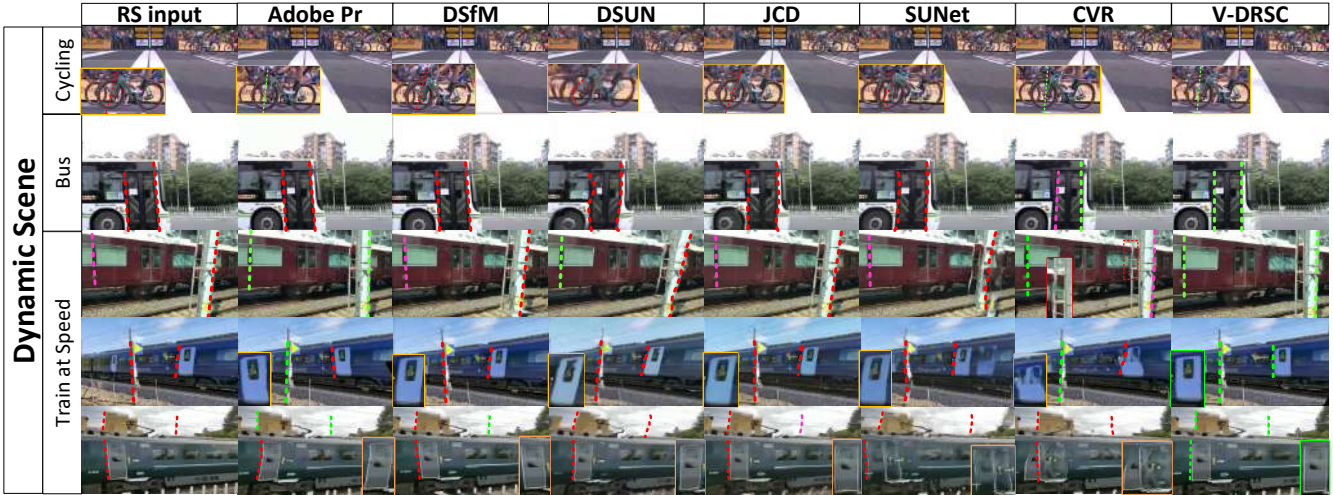 RS input Adobe Pr DSfM DSUN JCD SUNet CVR V-DRSC
Dynamic Scene
Cycling
Bus
Train at Speed